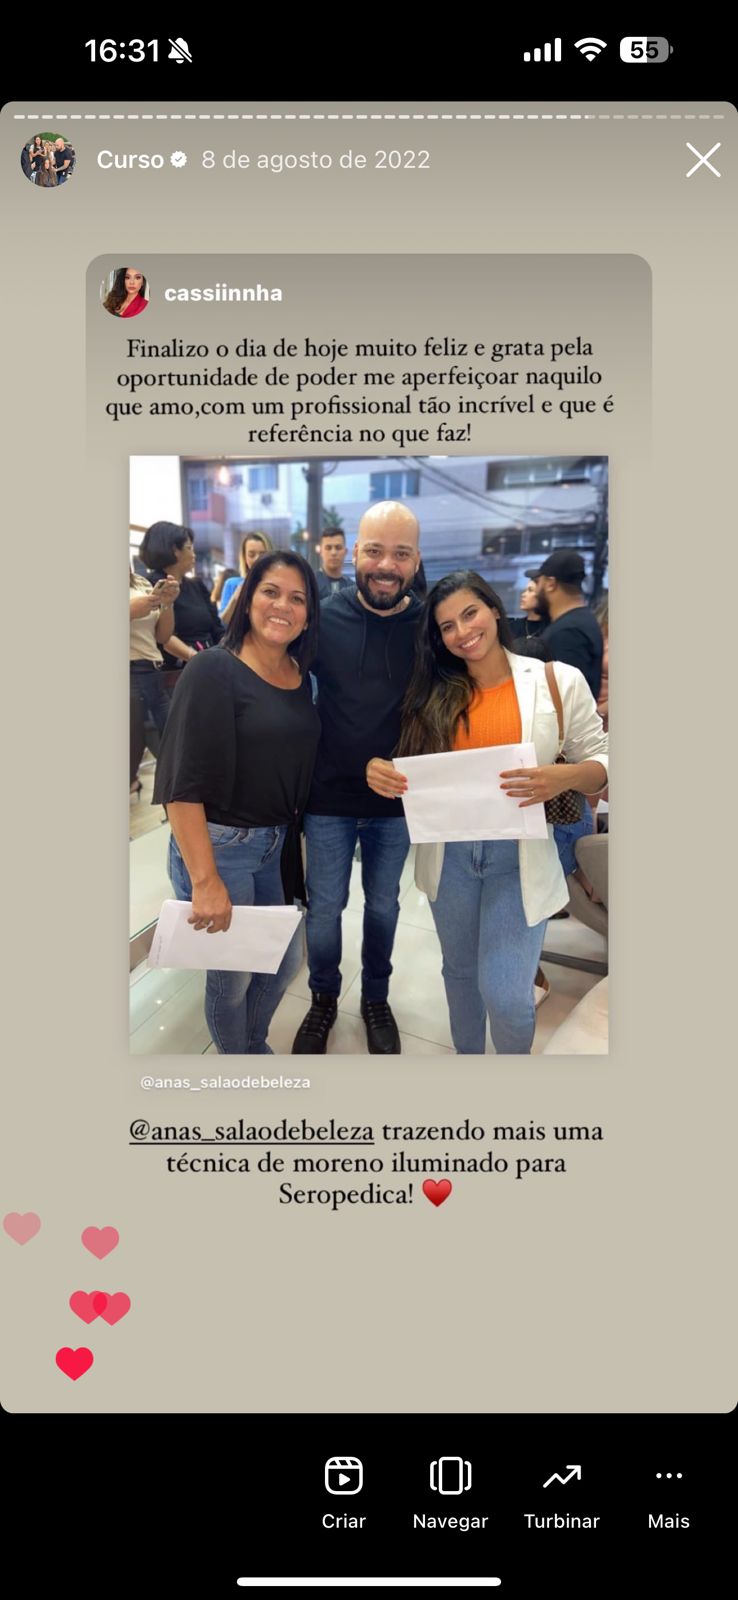 16:31
55
Curso 8 de agosto de 2022
cassiinnha
Finalizo o dia de hoje muito feliz e grata pela
oportunidade de poder me aperfeiçoar naquilo
que amo,com um profissional tão incrível e que é
referência no que faz!
@anas_salaodebeleza
@anas_salaodebeleza trazendo mais uma
técnica de moreno iluminado para
Seropedica! ♥️
Criar
Navegar
Turbinar
Mais